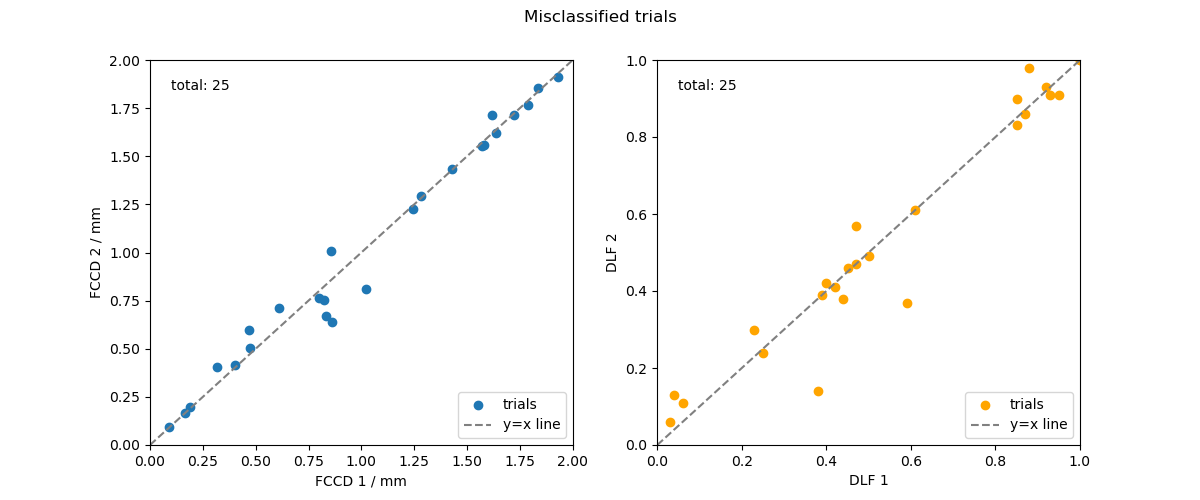 Misclassified trials
total: 25
2.00
1.75
1.50
1.25
1.00
0.75
0.50
0.25
0.00
FCCD 2 / mm
trials
y=x line
0.00 0.25 0.50 0.75 1.00 1.25 1.50 1.75 2.00
FCCD 1 / mm
total: 25
1.0
0.8
0.6
0.4
0.2
0.0
DLF 2
trials
y=x line
0.0 0.2 0.4 0.6 0.8 1.0
DLF 1